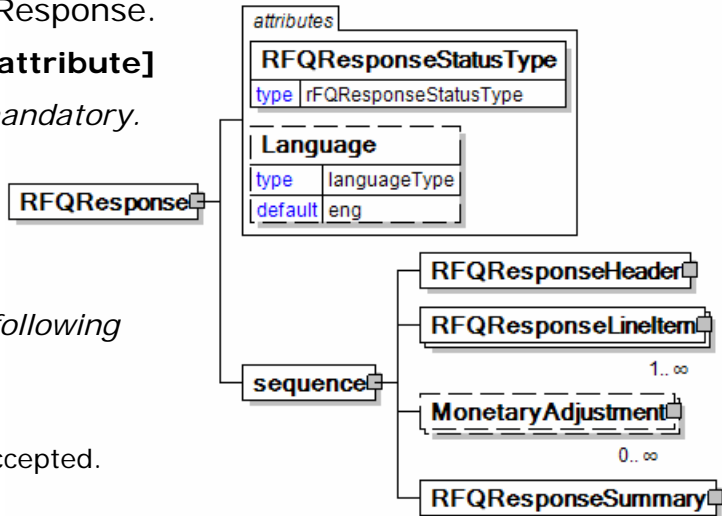 Response.
attribute]
andatory.
following
ccepted.
attributes
RFQResponseStatusType
type rFQResponseStatusType
Language
type languageType
default eng
RFQResponse
RFQResponseHeader
RFQResponseLineItem
1.. ∞
sequence
MonetaryAdjustment
0.. ∞
RFQResponseSummary